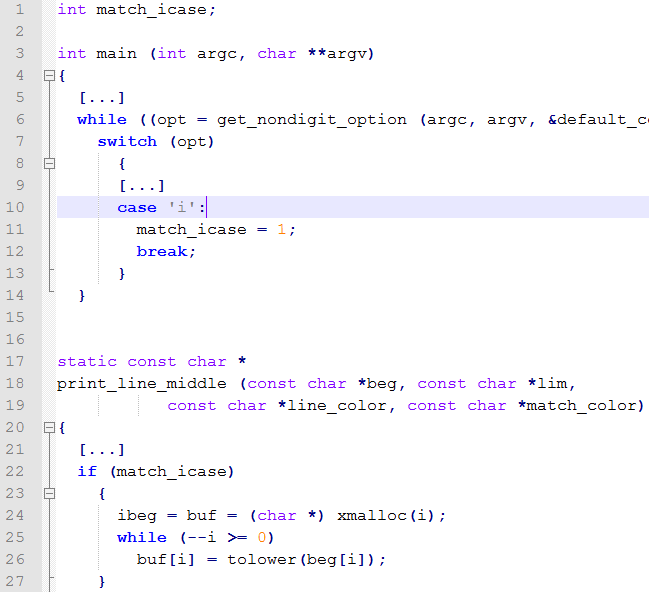 1 int match_icase;
2
3 int main (int argc, char **argv)
4 {
5 [...]
6 while ((opt = get_nondigit_option (argc, argv, &default_co
7 switch (opt)
8 {
9 [...]
10 case 'i':
11 match_icase = 1;
12 break;
13 }
14 }
15
16
17 static const char *
18 print_line_middle (const char *beg, const char *lim,
19 const char *line_color, const char *match_color)
20 {
21 [...]
22 if (match_icase)
23 {
24 ibeg = buf = (char *) xmalloc(i);
25 while (--i >= 0)
26 buf[i] = tolower(beg[i]);
27 }